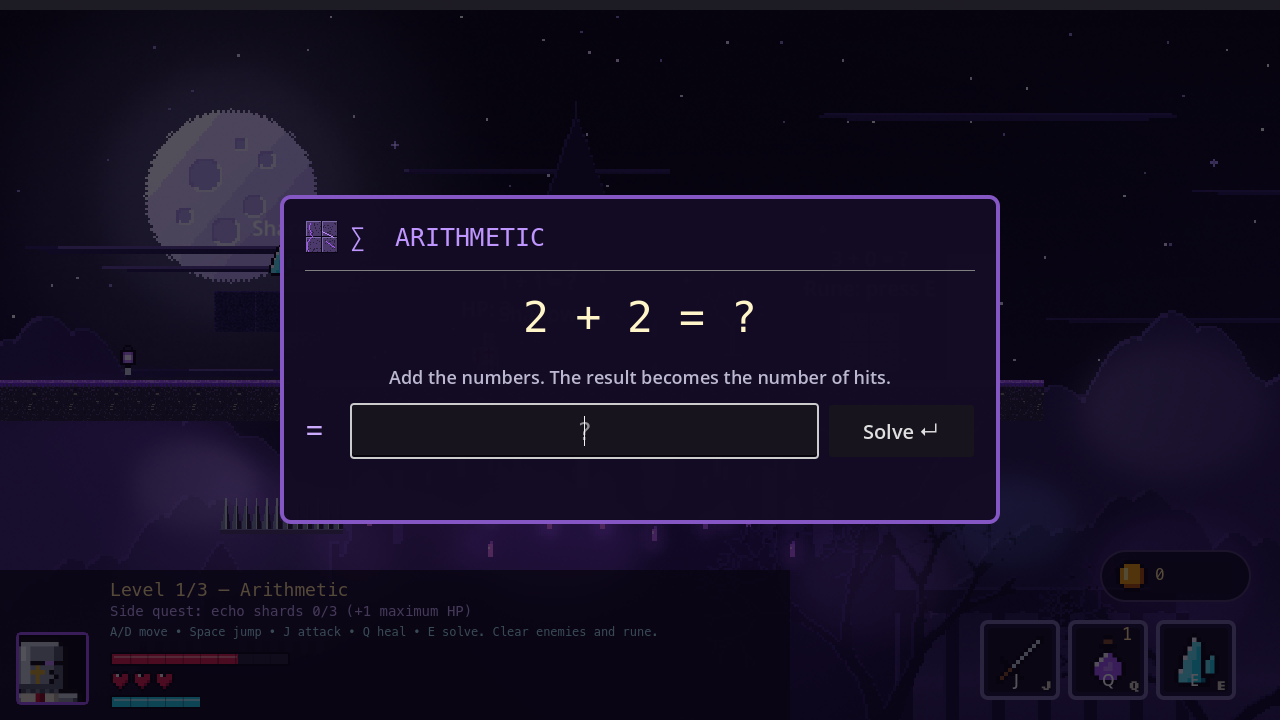 Sha
∑ ARITHMETIC
2 + 2 = ?
Add the numbers. The result becomes the number of hits.
= ? Solve ↵
Level 1/3 — Arithmetic
Side quest: echo shards 0/3 (+1 maximum HP)
A/D move • Space jump • J attack • Q heal • E solve. Clear enemies and rune.
0
J J
1 Q Q
E E